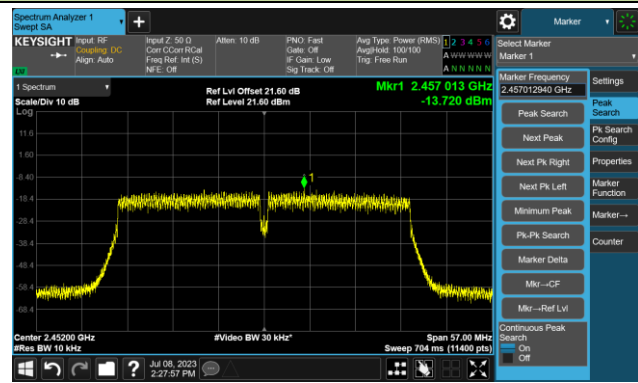 Spectrum Analyzer 1
Swept SA
Marker
KEYSIGHT
Input: RF
Coupling: DC
Align: Auto
Input Z: 50 Ω
Corr CCorr RCal
Freq Ref: Int (S)
NFE: Off
Atten: 10 dB
PNO: Fast
Gate: Off
IF Gain: Low
Sig Track: Off
Avg Type: Power (RMS)
Avg|Hold: 100/100
Trig: Free Run
1 2 3 4 5 6
A W W W W W
A N N N N N
LV
Select Marker
Marker 1
1 Spectrum
Scale/Div 10 dB
Log
Ref Lvl Offset 21.60 dB
Ref Level 21.60 dBm
Mkr1 2.457 013 GHz
-13.720 dBm
11.6
1.60
-8.40
-18.4
-28.4
-38.4
-48.4
-58.4
-68.4
1
Center 2.45200 GHz
#Res BW 10 kHz
#Video BW 30 kHz*
Span 57.00 MHz
Sweep 704 ms (11400 pts)
Marker Frequency
2.457012940 GHz
Peak Search
Next Peak
Next Pk Right
Next Pk Left
Minimum Peak
Pk-Pk Search
Marker Delta
Mkr→CF
Mkr→Ref Lvl
Continuous Peak
Search
On
Off
Settings
Peak
Search
Pk Search
Config
Properties
Marker
Function
Marker→
Counter
Jul 08, 2023
2:27:57 PM